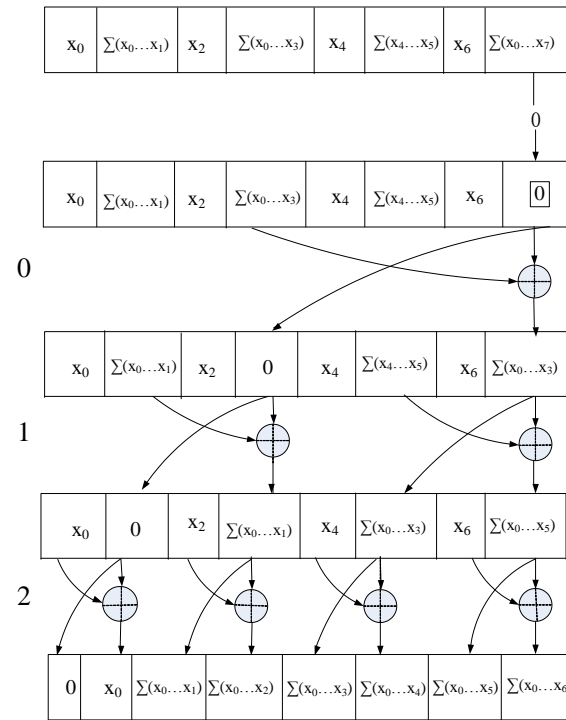 x₀ ∑(x₀…x₁) x₂ ∑(x₀…x₃) x₄ ∑(x₄…x₅) x₆ ∑(x₀…x₇)
0
x₀ ∑(x₀…x₁) x₂ ∑(x₀…x₃) x₄ ∑(x₄…x₅) x₆ 0
0
x₀ ∑(x₀…x₁) x₂ 0 x₄ ∑(x₄…x₅) x₆ ∑(x₀…x₃)
1
x₀ 0 x₂ ∑(x₀…x₁) x₄ ∑(x₀…x₃) x₆ ∑(x₀…x₅)
2
0 x₀ ∑(x₀…x₁) ∑(x₀…x₂) ∑(x₀…x₃) ∑(x₀…x₄) ∑(x₀…x₅) ∑(x₀…x₆